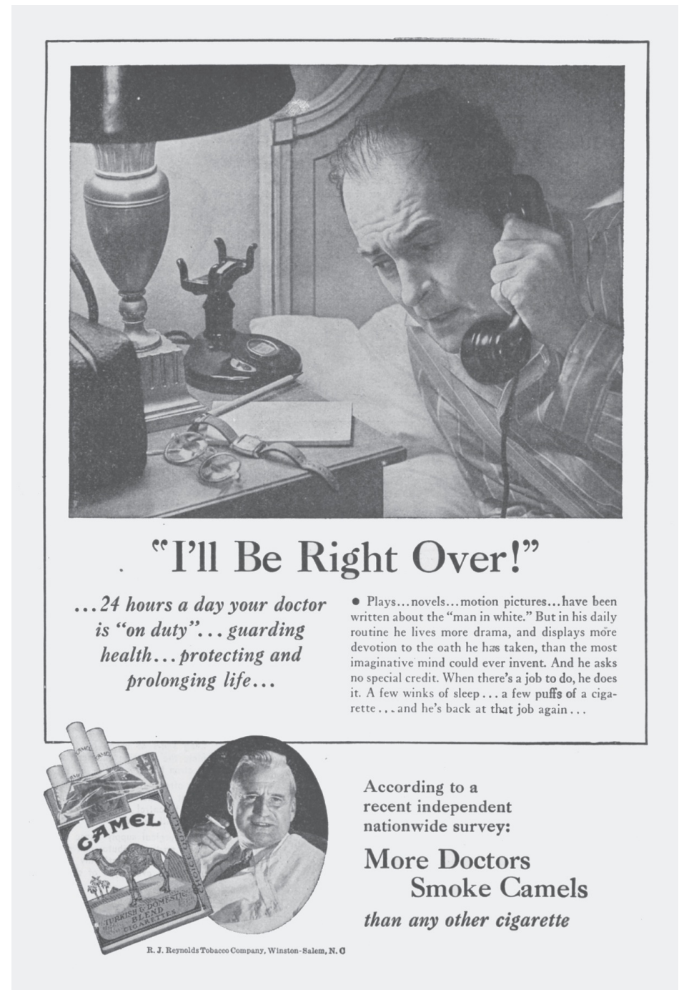 “I’ll Be Right Over!”
...24 hours a day your doctor
is “on duty”... guarding
health...protecting and
prolonging life...
● Plays...novels...motion pictures...have been
written about the “man in white.” But in his daily
routine he lives more drama, and displays more
devotion to the oath he has taken, than the most
imaginative mind could ever invent. And he asks
no special credit. When there’s a job to do, he does
it. A few winks of sleep...a few puffs of a ciga-
rette...and he’s back at that job again...
CAMEL
CAMEL
CAMEL
TURKISH & DOMESTIC
BLEND
CIGARETTES
According to a
recent independent
nationwide survey:
More Doctors
Smoke Camels
than any other cigarette
R. J. Reynolds Tobacco Company, Winston-Salem, N. C